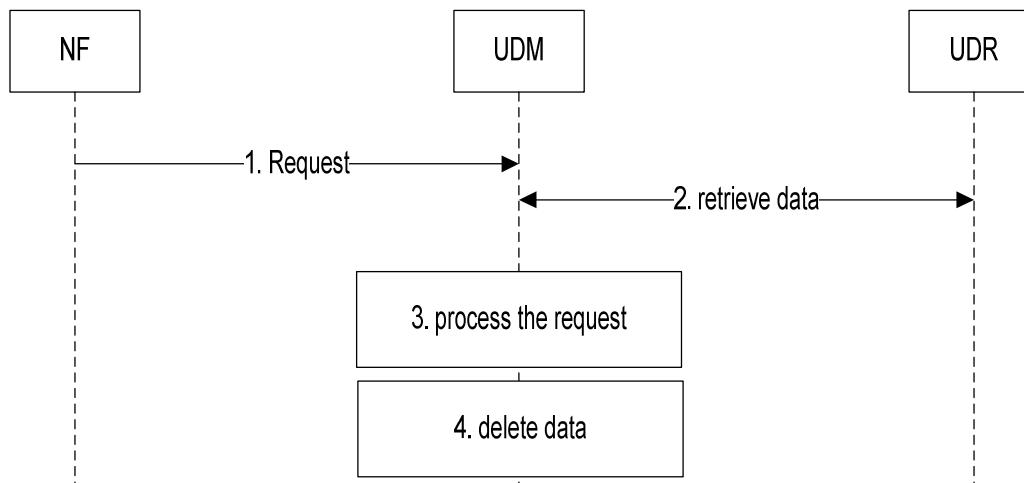 NF
UDM
UDR
1. Request
2. retrieve data
3. process the request
4. delete data